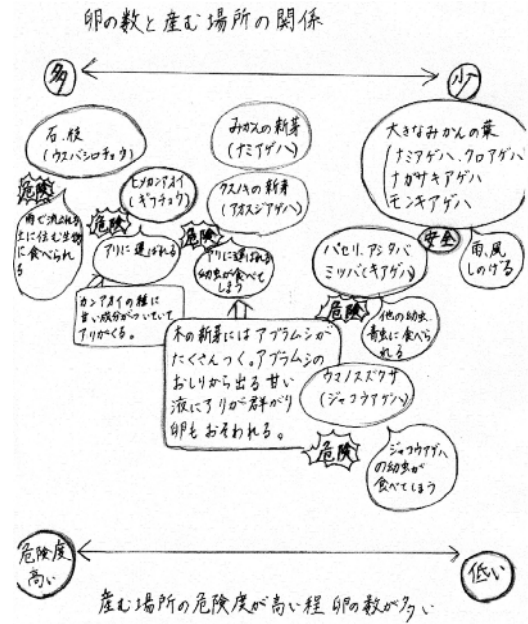 卵の数と産む場所の関係
多
少
石、枝
(ウスバシロチョウ)
危険
雨で流される
土に住む生物
に食べられ
る
ヒメカンアオイ
(ギフチョウ)
危険
アリに運ばれる
カンアオイの種に
甘い成分がついていて
アリがくる。
みかんの新芽
(ナミアゲハ)
クスノキの新芽
(アオスジアゲハ)
危険
アリに運ばれる
幼虫が食べて
しまう
木の新芽にはアブラムシが
たくさんつく。アブラムシの
おしりから出る甘い
液にアリが群がり
卵もおそわれる。
大きなみかんの葉
(ナミアゲハ、クロアゲハ
ナガサキアゲハ
モンキアゲハ
安全
雨、風
しのげる
パセリ、アシタバ
ミツバ(キアゲハ)
危険
他の幼虫、
青虫に食べら
れる
ウマノスズクサ
(ジャコウアゲハ)
危険
ジャコウアゲハ
の幼虫が
食べてしまう
危険度
高い
低い
産む場所の危険度が高い程 卵の数が多い